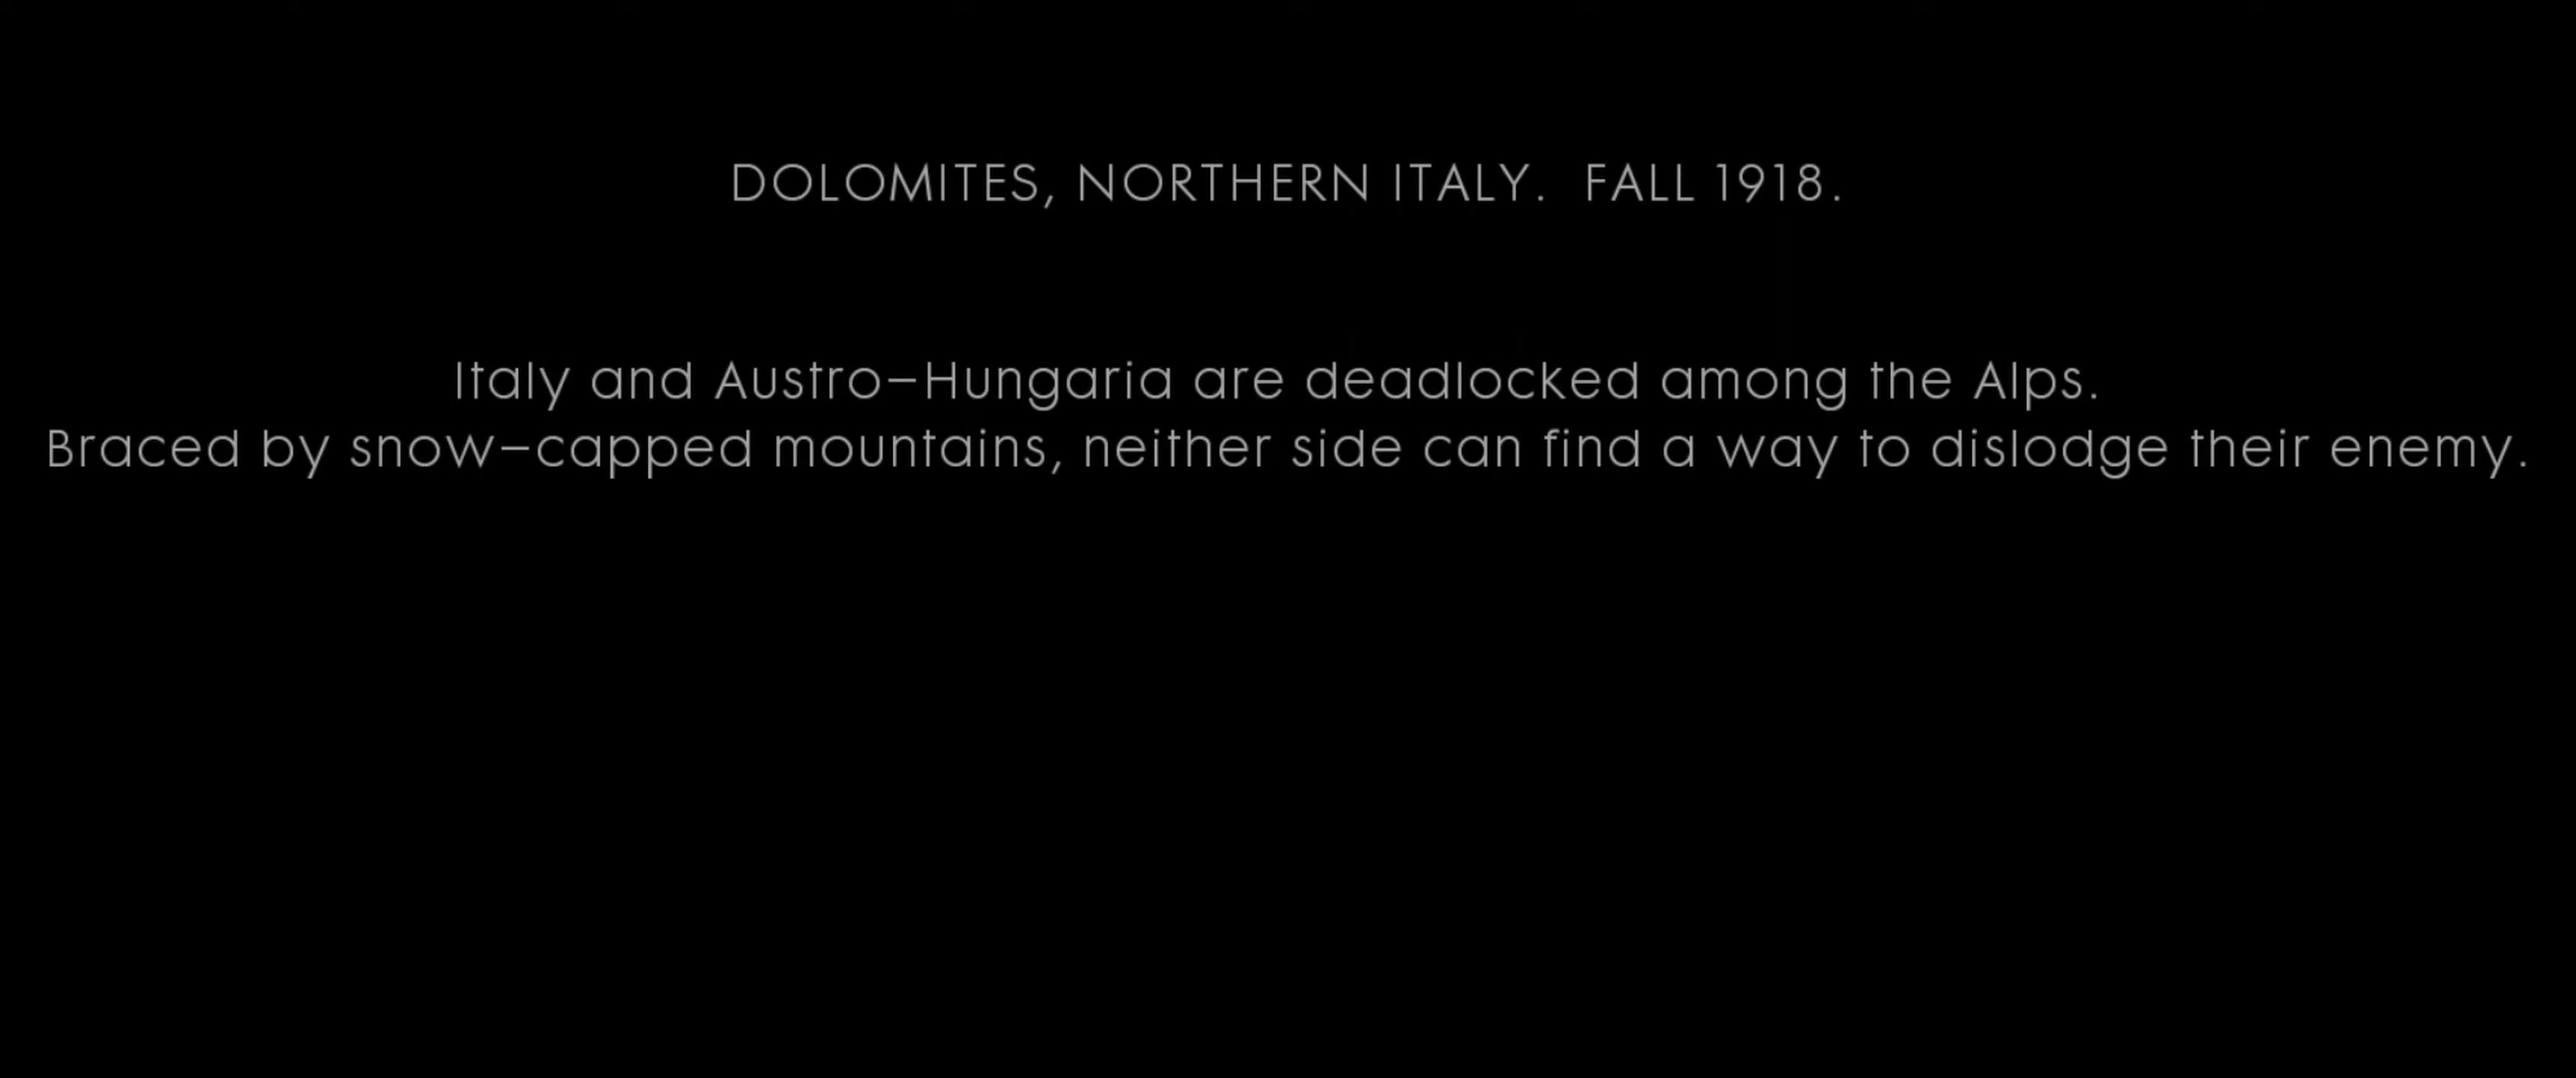 DOLOMITES, NORTHERN ITALY.  FALL 1918.
Italy and Austro-Hungaria are deadlocked among the Alps.
Braced by snow-capped mountains, neither side can find a way to dislodge their enemy.